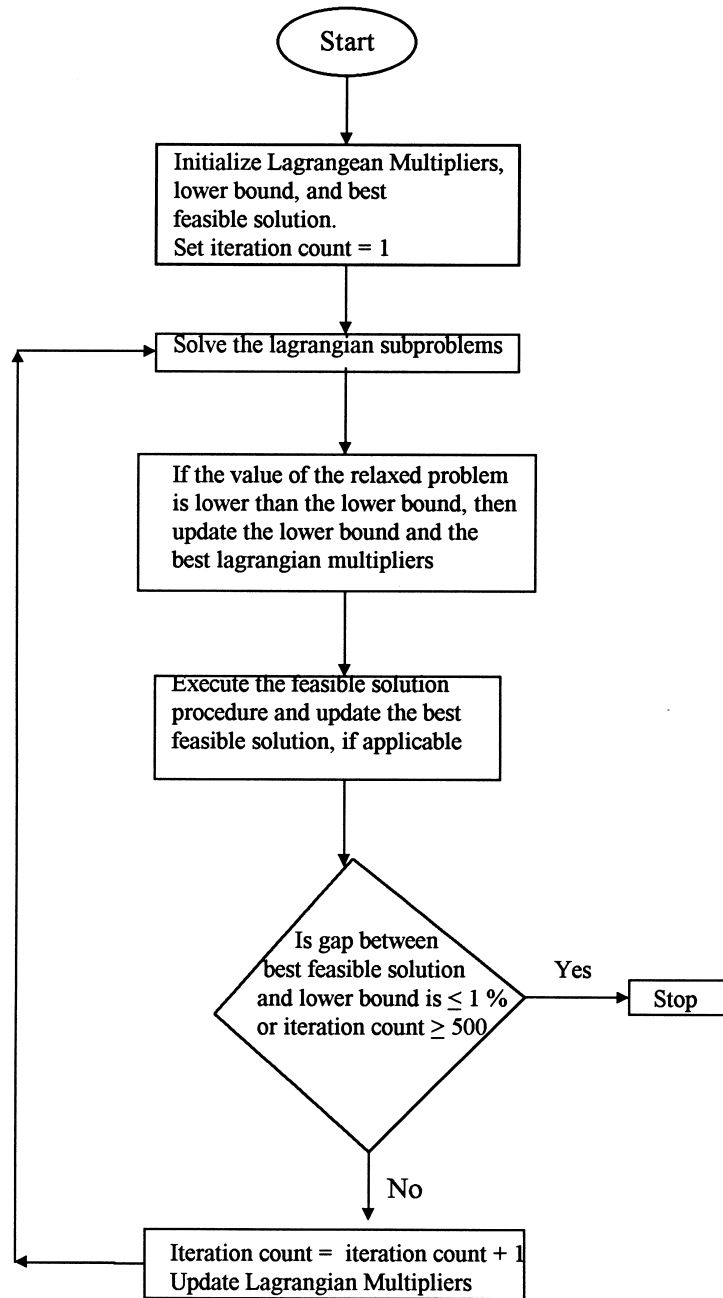 Start
Initialize Lagrangean Multipliers,
lower bound, and best
feasible solution.
Set iteration count = 1
Solve the lagrangian subproblems
If the value of the relaxed problem
is lower than the lower bound, then
update the lower bound and the
best lagrangian multipliers
Execute the feasible solution
procedure and update the best
feasible solution, if applicable
Is gap between
best feasible solution
and lower bound is ≤ 1 %
or iteration count ≥ 500
Yes
Stop
No
Iteration count = iteration count + 1
Update Lagrangian Multipliers